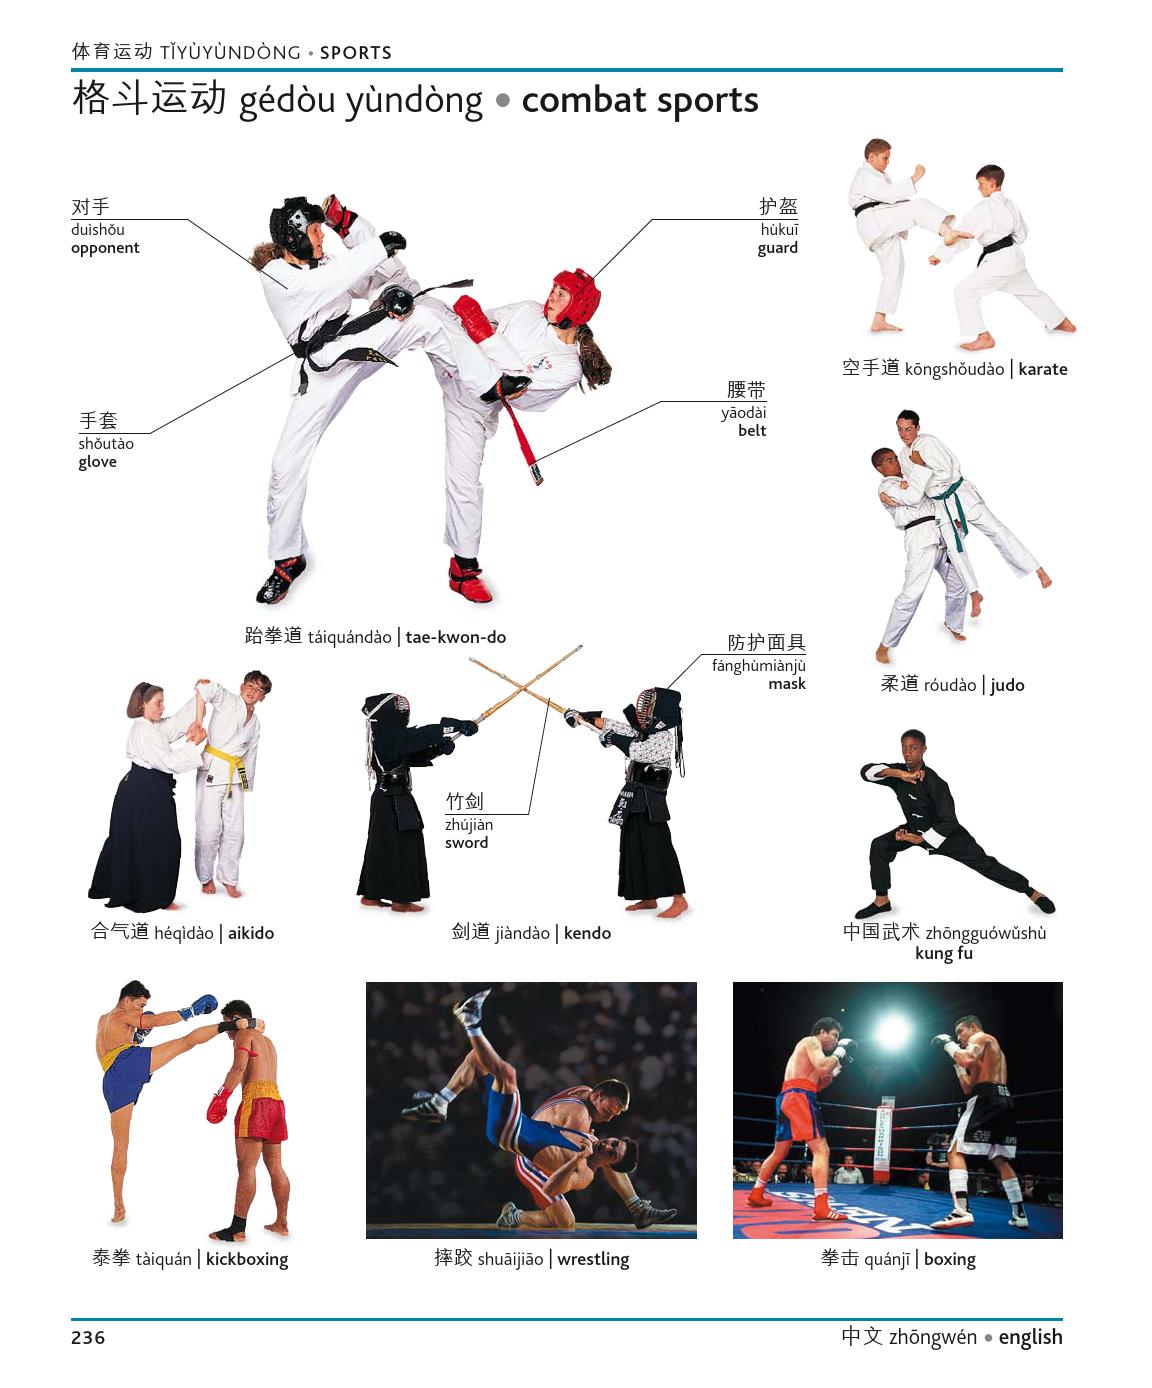 体育运动 TǏYÙYÙNDÒNG • SPORTS
格斗运动 gédòu yùndòng • combat sports
对手
duìshǒu
opponent
护盔
hùkuī
guard
手套
shǒutào
glove
腰带
yāodài
belt
空手道 kōngshǒudào | karate
跆拳道 táiquándào | tae-kwon-do
柔道 róudào | judo
防护面具
fánghùmiànjù
mask
竹剑
zhújiàn
sword
合气道 héqìdào | aikido
剑道 jiàndào | kendo
中国武术 zhōngguówǔshù
kung fu
泰拳 tàiquán | kickboxing
摔跤 shuāijiāo | wrestling
拳击 quánjī | boxing
236
中文 zhōngwén • english